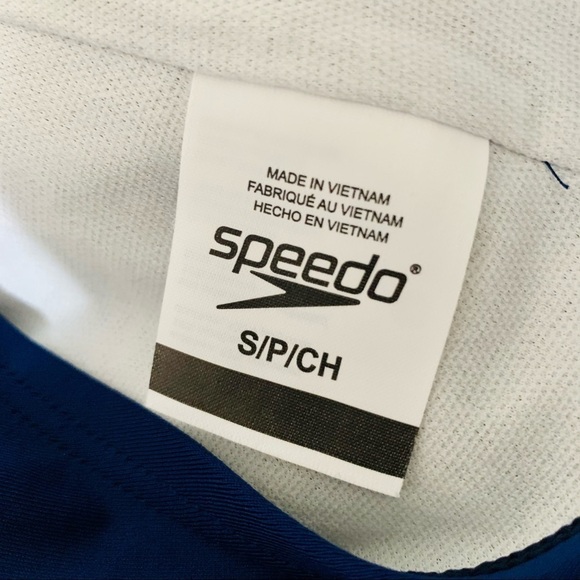 MADE IN VIETNAM
FABRIQUÉ AU VIETNAM
HECHO EN VIETNAM
speedo®
S/P/CH